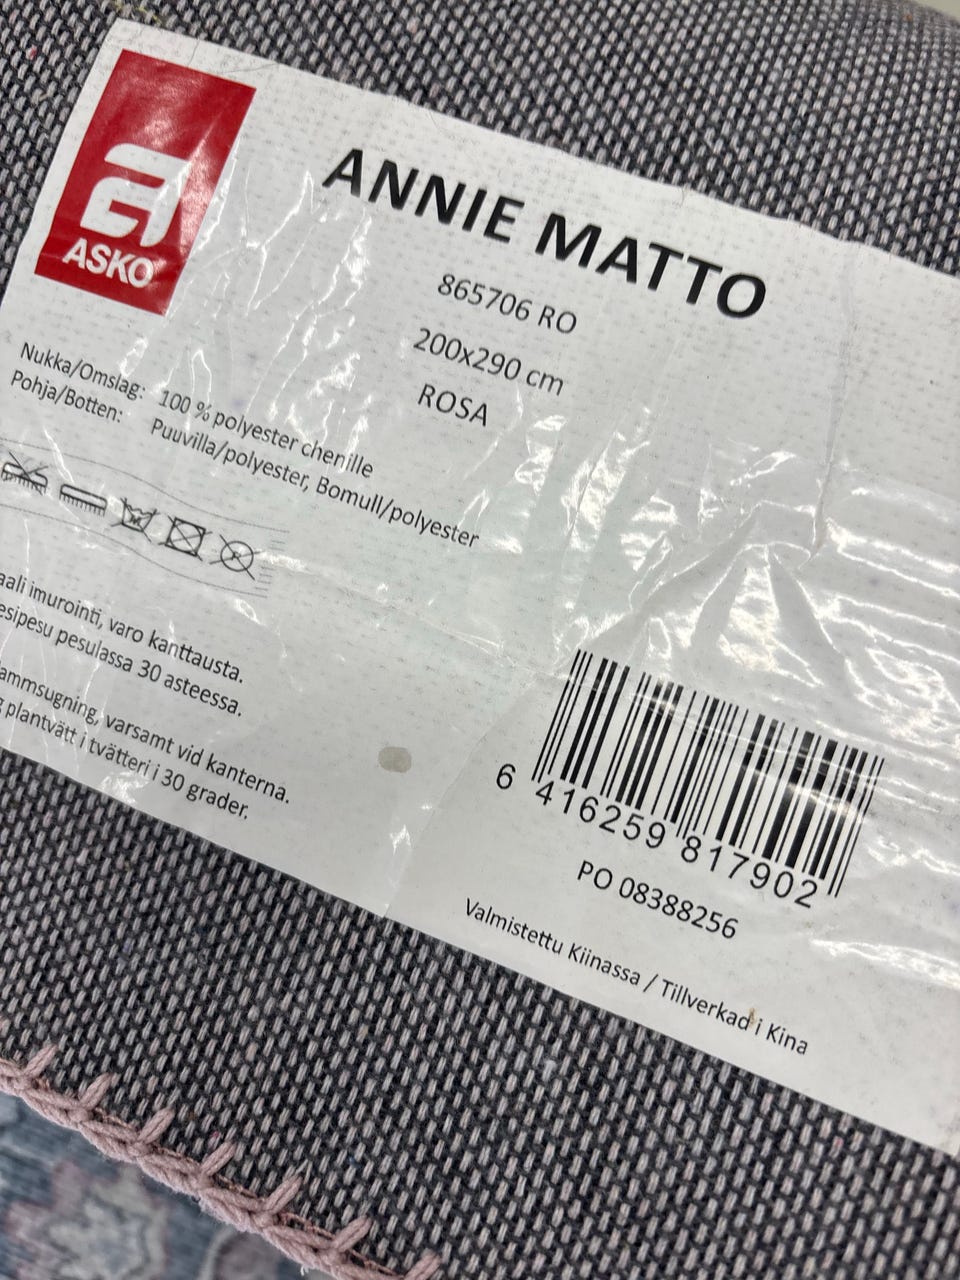 ASKO
ANNIE MATTO
865706 RO
200x290 cm
ROSA
Nukka/Omslag: 100 % polyester chenille
Pohja/Botten: Puuvilla/polyester, Bomull/polyester
imurointi, varo kanttausta.
pesulassa 30 asteessa.
varsamt vid kanterna.
plantvätt i tvätteri i 30 grader.
6 416259 817902
PO 08388256
Valmistettu Kiinassa / Tillverkad i Kina